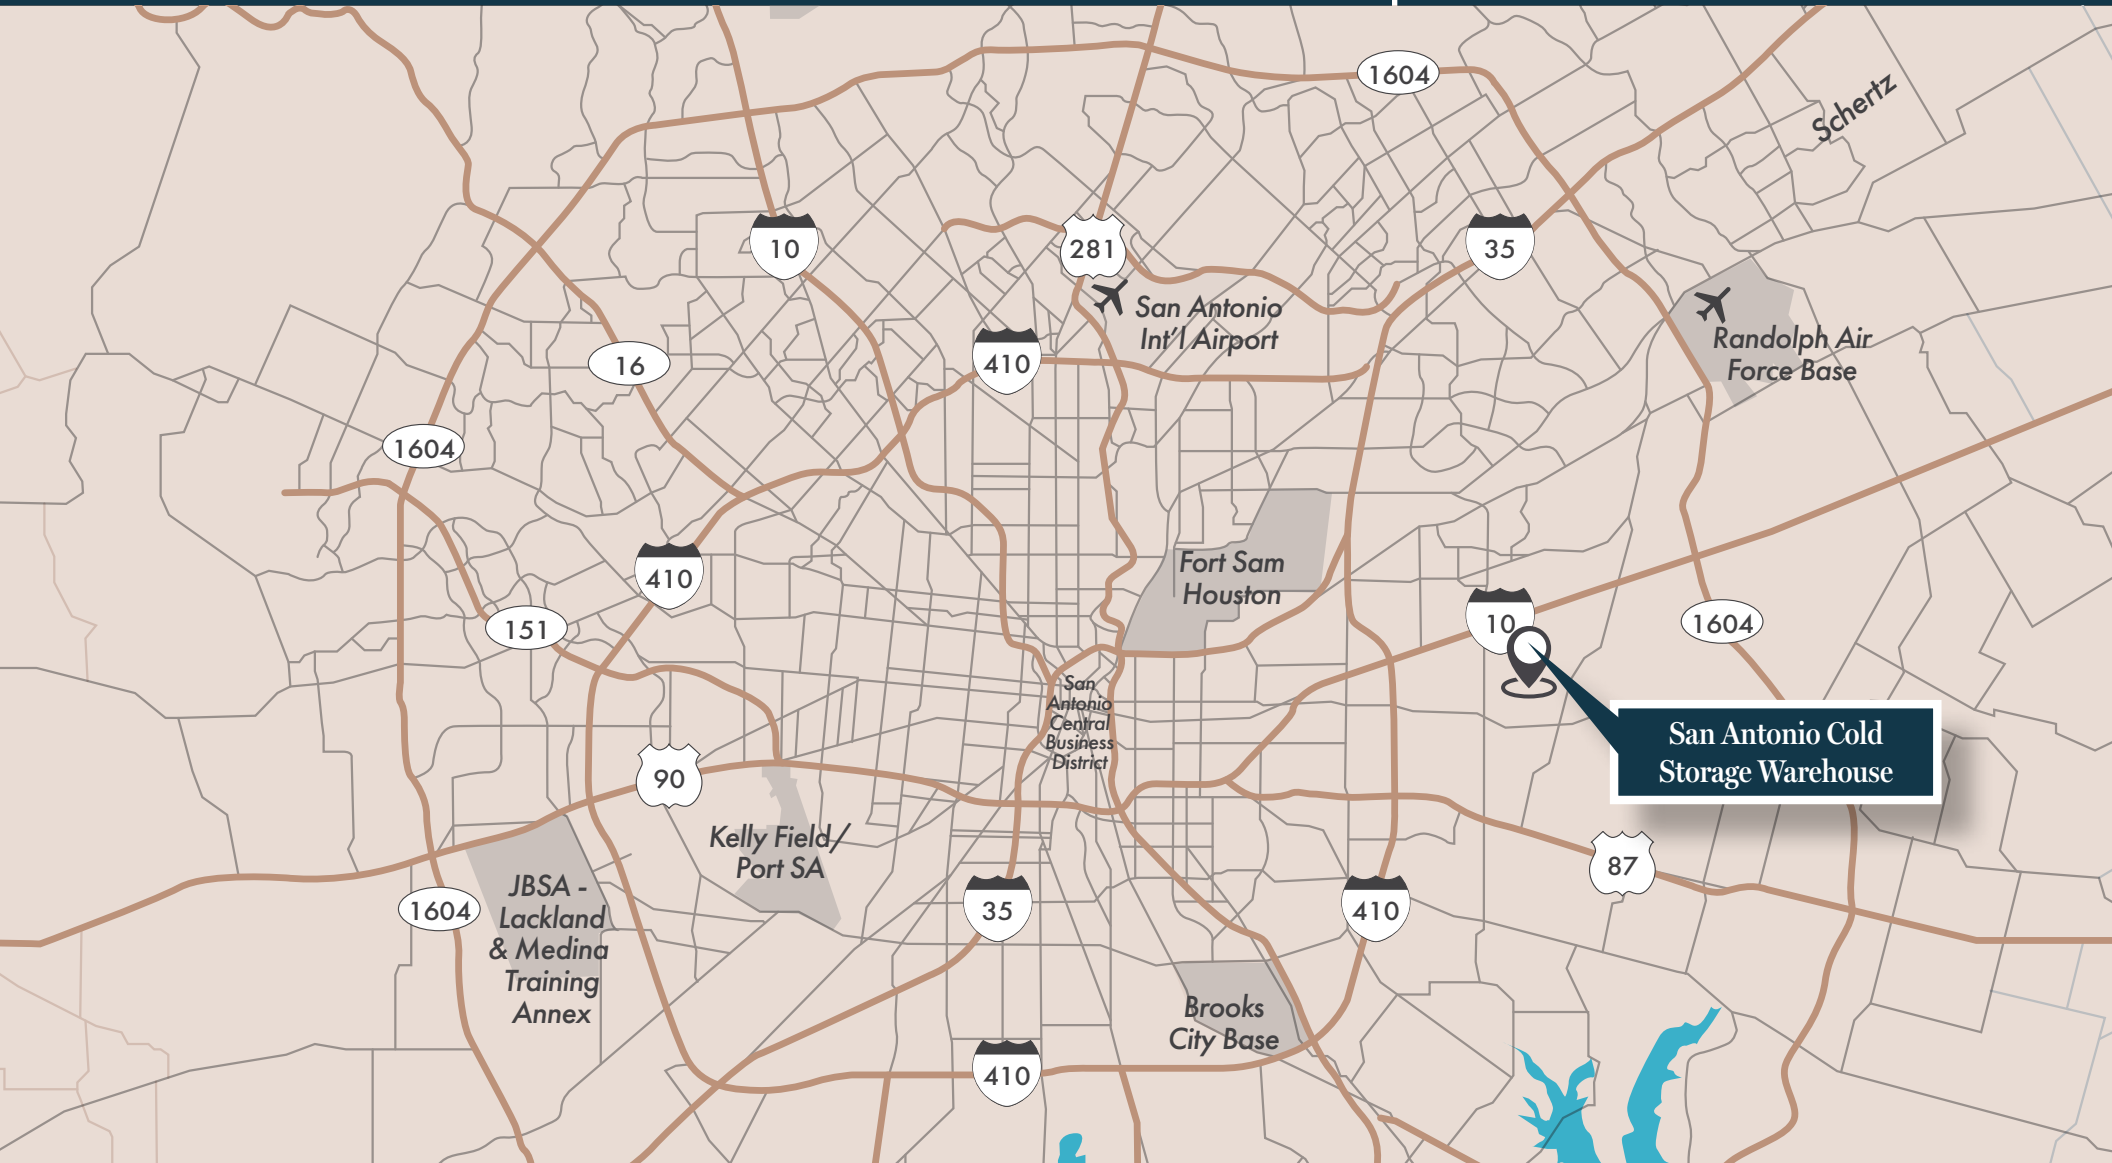 1604
Schertz
10
281
35
San Antonio
Int'l Airport
410
16
Randolph Air
Force Base
1604
410
Fort Sam
Houston
151
10
1604
San
Antonio
Central
Business
District
San Antonio Cold
Storage Warehouse
90
Kelly Field/
Port SA
87
JBSA -
Lackland
& Medina
Training
Annex
1604
35
410
Brooks
City Base
410